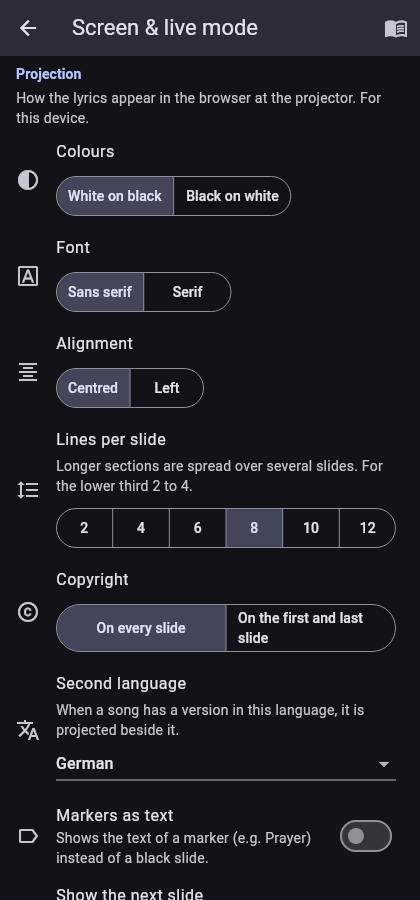 Screen & live mode
Projection
How the lyrics appear in the browser at the projector. For
this device.
Colours
White on black
Black on white
Font
Sans serif
Serif
Alignment
Centred
Left
Lines per slide
Longer sections are spread over several slides. For
the lower third 2 to 4.
2
4
6
8
10
12
Copyright
On every slide
On the first and last
slide
Second language
When a song has a version in this language, it is
projected beside it.
German
Markers as text
Shows the text of a marker (e.g. Prayer)
instead of a black slide.
Show the next slide